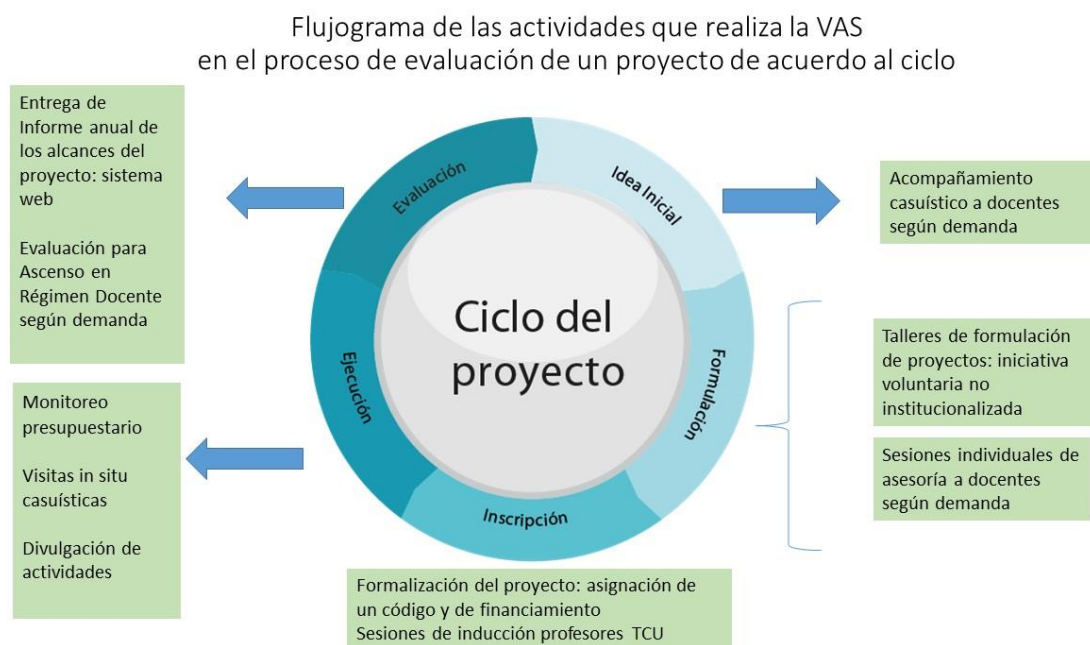 Flujograma de las actividades que realiza la VAS
en el proceso de evaluación de un proyecto de acuerdo al ciclo
Entrega de
Informe anual de
los alcances del
proyecto: sistema
web
Evaluación para
Ascenso en
Régimen Docente
según demanda
Monitoreo
presupuestario
Visitas in situ
casuísticas
Divulgación de
actividades
Evaluación
Idea Inicial
Formulación
Inscripción
Ejecución
Ciclo del
proyecto
Acompañamiento
casuístico a docentes
según demanda
Talleres de formulación
de proyectos: iniciativa
voluntaria no
institucionalizada
Sesiones individuales de
asesoría a docentes
según demanda
Formalización del proyecto: asignación de
un código y de financiamiento
Sesiones de inducción profesores TCU